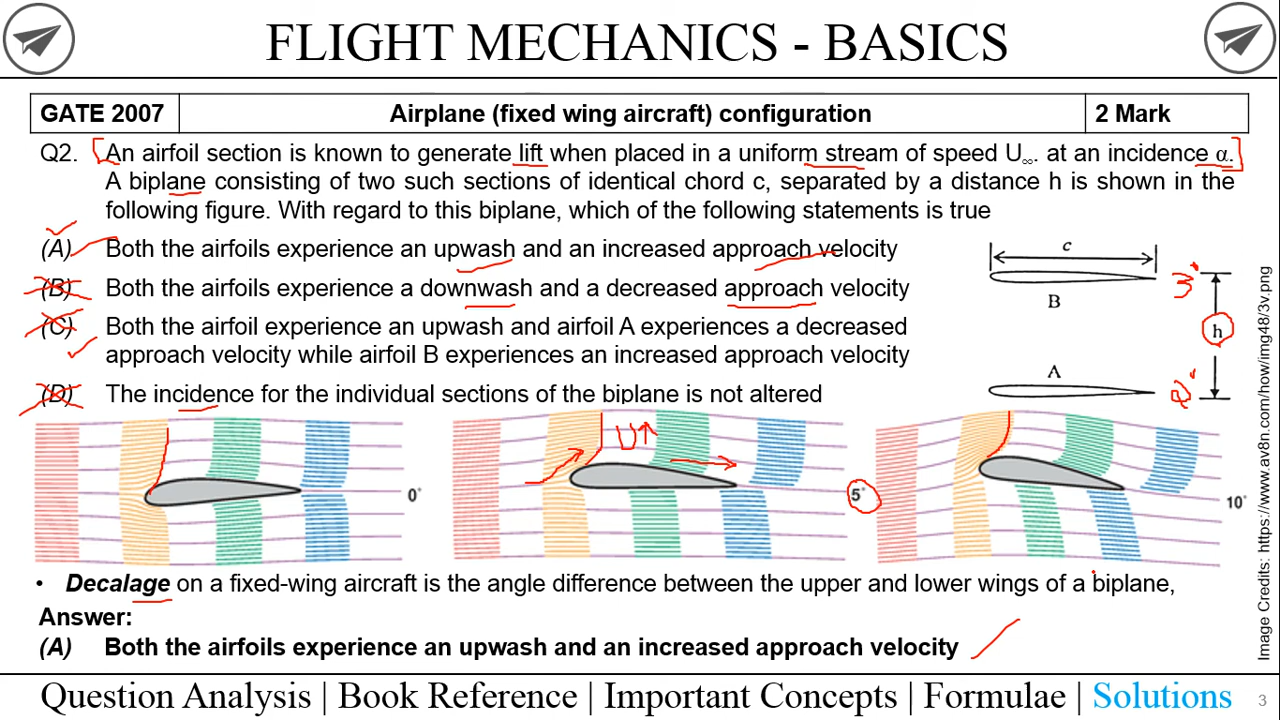 FLIGHT MECHANICS - BASICS
GATE 2007 Airplane (fixed wing aircraft) configuration 2 Mark
Q2. An airfoil section is known to generate lift when placed in a uniform stream of speed U∞. at an incidence α.
A biplane consisting of two such sections of identical chord c, separated by a distance h is shown in the
following figure. With regard to this biplane, which of the following statements is true
(A) Both the airfoils experience an upwash and an increased approach velocity
(B) Both the airfoils experience a downwash and a decreased approach velocity
(C) Both the airfoil experience an upwash and airfoil A experiences a decreased
approach velocity while airfoil B experiences an increased approach velocity
(D) The incidence for the individual sections of the biplane is not altered
c
B
3°
h
A
2°
U↑
0°
5°
10°
• Decalage on a fixed-wing aircraft is the angle difference between the upper and lower wings of a biplane,
Answer:
(A) Both the airfoils experience an upwash and an increased approach velocity
Image Credits: https://www.av8n.com/how/img48/3v.png
Question Analysis | Book Reference | Important Concepts | Formulae | Solutions
3